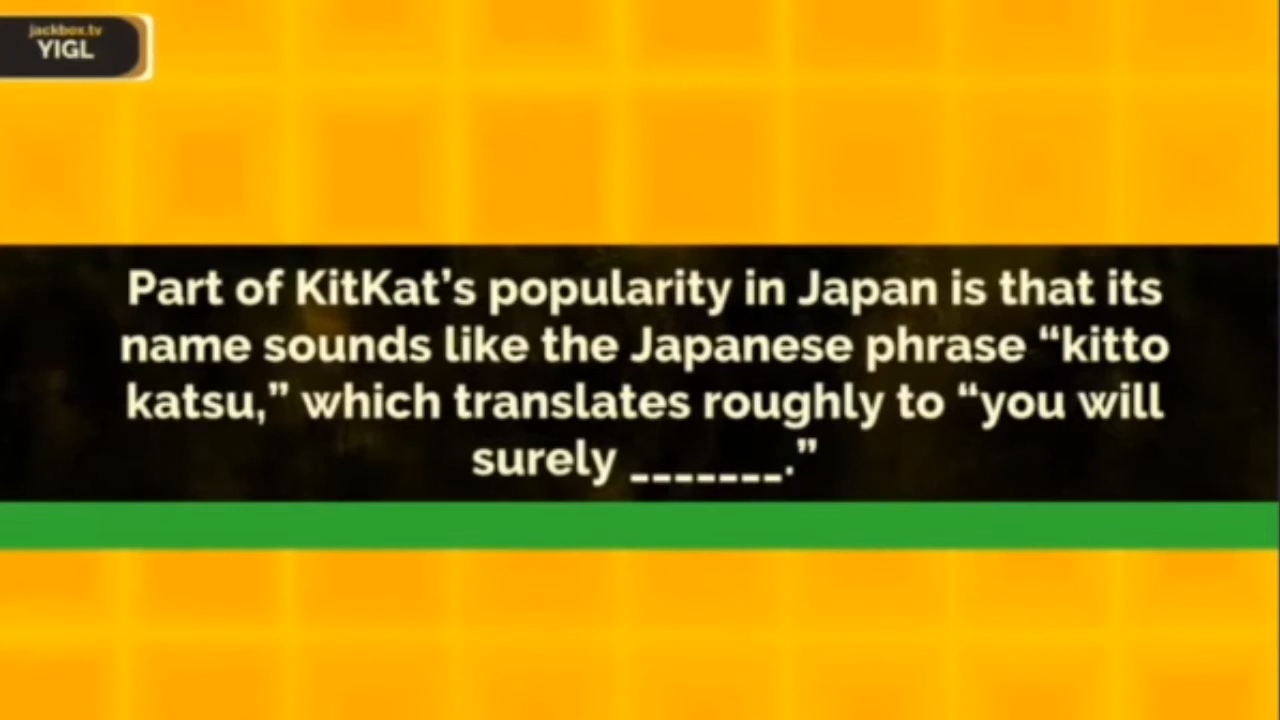 jackbox.tv
YIGL
Part of KitKat’s popularity in Japan is that its
name sounds like the Japanese phrase “kitto
katsu,” which translates roughly to “you will
surely _______.”